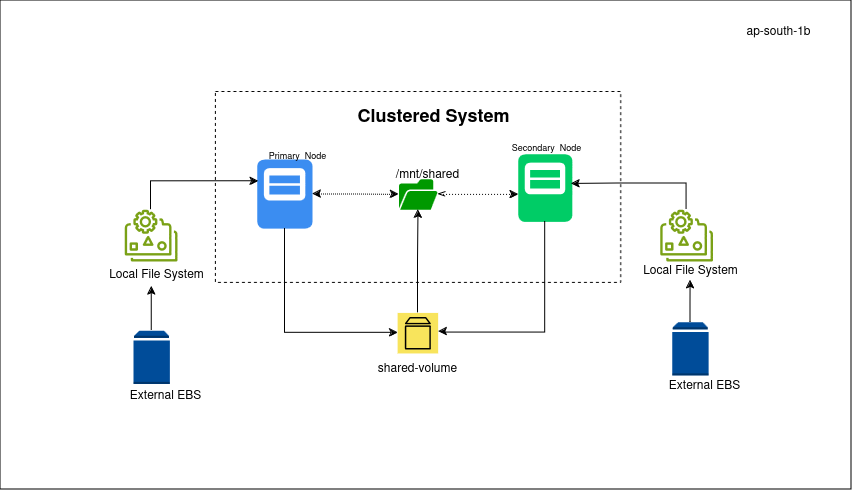 ap-south-1b
Clustered System
Primary Node
Secondary Node
/mnt/shared
Local File System
Local File System
shared-volume
External EBS
External EBS